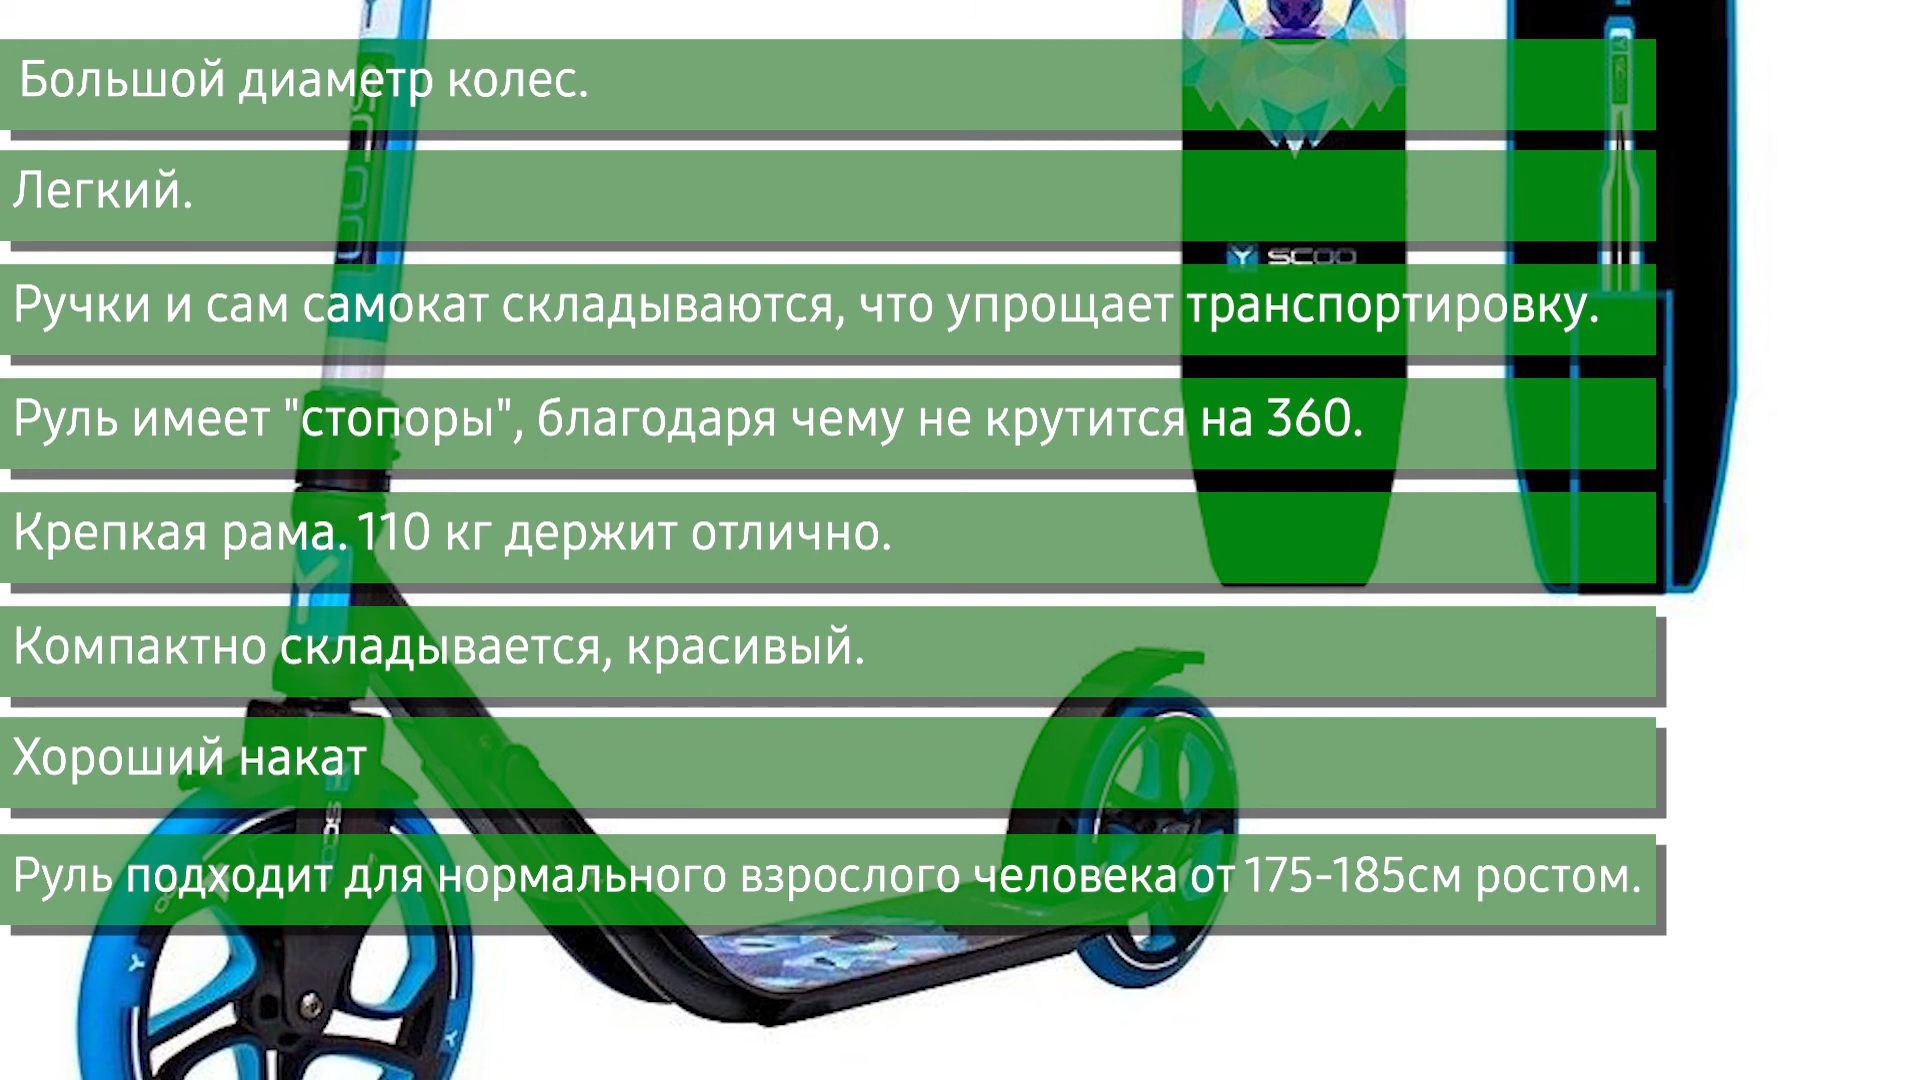 Большой диаметр колес.
Легкий.
Y SCOO
Ручки и сам самокат складываются, что упрощает транспортировку.
Руль имеет "стопоры", благодаря чему не крутится на 360.
Крепкая рама. 110 кг держит отлично.
Компактно складывается, красивый.
Хороший накат
Руль подходит для нормального взрослого человека от 175-185см ростом.